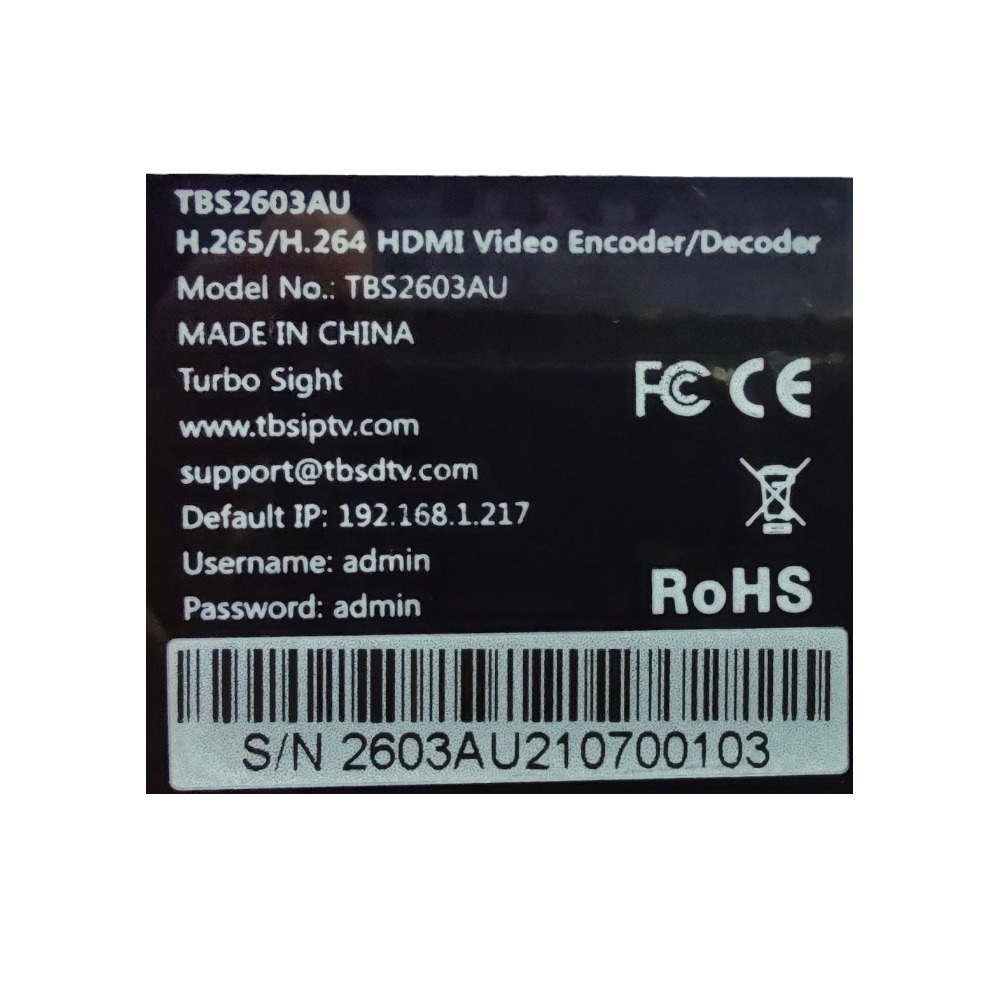 TBS2603AU
H.265/H.264 HDMI Video Encoder/Decoder
Model No.: TBS2603AU
MADE IN CHINA
Turbo Sight
www.tbsiptv.com
support@tbsdtv.com
Default IP: 192.168.1.217
Username: admin
Password: admin
FC CE
RoHS
S/N 2603AU210700103